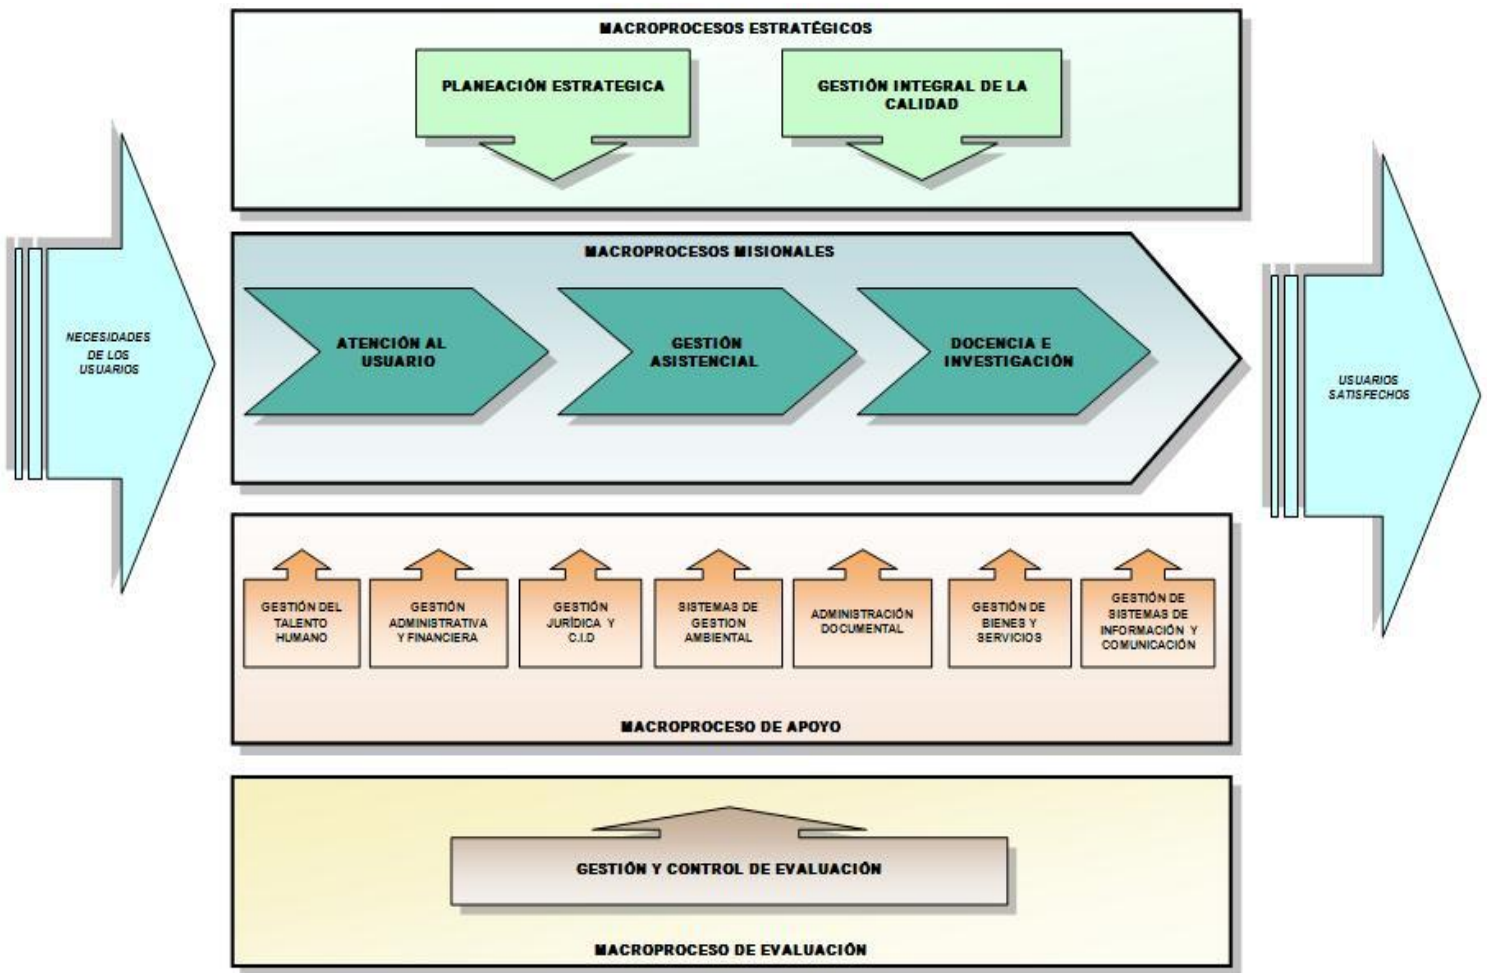 MACROPROCESOS ESTRATÉGICOS
PLANEACIÓN ESTRATEGICA
GESTIÓN INTEGRAL DE LA
CALIDAD
NECESIDADES
DE LOS
USUARIOS
MACROPROCESOS MISIONALES
ATENCIÓN AL
USUARIO
GESTIÓN
ASISTENCIAL
DOCENCIA E
INVESTIGACIÓN
USUARIOS
SATISFECHOS
GESTIÓN DEL
TALENTO
HUMANO
GESTIÓN
ADMINISTRATIVA
Y FINANCIERA
GESTIÓN
JURÍDICA Y
C.I.D
SISTEMAS DE
GESTION
AMBIENTAL
ADMINISTRACIÓN
DOCUMENTAL
GESTIÓN DE
BIENES Y
SERVICIOS
GESTIÓN DE
SISTEMAS DE
INFORMACIÓN Y
COMUNICACIÓN
MACROPROCESO DE APOYO
GESTIÓN Y CONTROL DE EVALUACIÓN
MACROPROCESO DE EVALUACIÓN